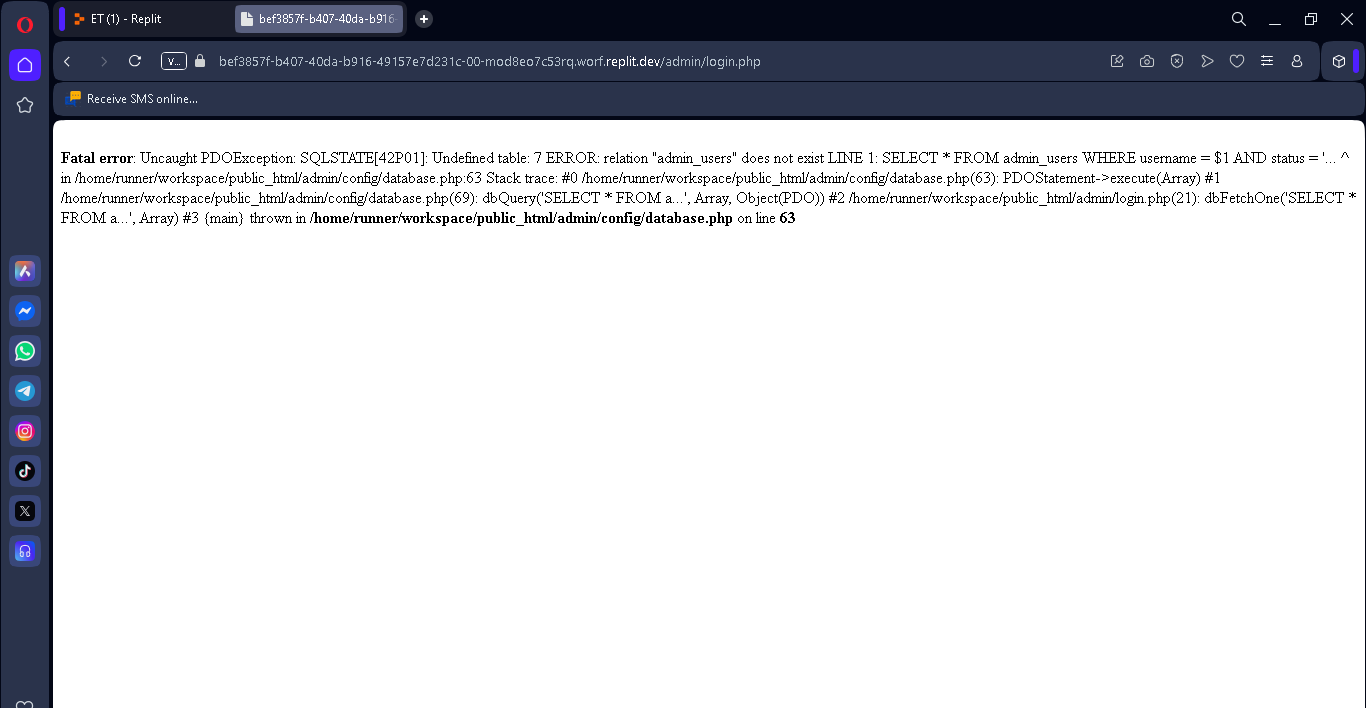 ET (1) - Replit
bef3857f-b407-40da-b916-
V...
bef3857f-b407-40da-b916-49157e7d231c-00-mod8eo7c53rq.worf.replit.dev/admin/login.php
Receive SMS online...
Fatal error: Uncaught PDOException: SQLSTATE[42P01]: Undefined table: 7 ERROR: relation "admin_users" does not exist LINE 1: SELECT * FROM admin_users WHERE username = $1 AND status = '... ^
in /home/runner/workspace/public_html/admin/config/database.php:63 Stack trace: #0 /home/runner/workspace/public_html/admin/config/database.php(63): PDOStatement->execute(Array) #1
/home/runner/workspace/public_html/admin/config/database.php(69): dbQuery('SELECT * FROM a...', Array, Object(PDO)) #2 /home/runner/workspace/public_html/admin/login.php(21): dbFetchOne('SELECT *
FROM a...', Array) #3 {main} thrown in /home/runner/workspace/public_html/admin/config/database.php on line 63